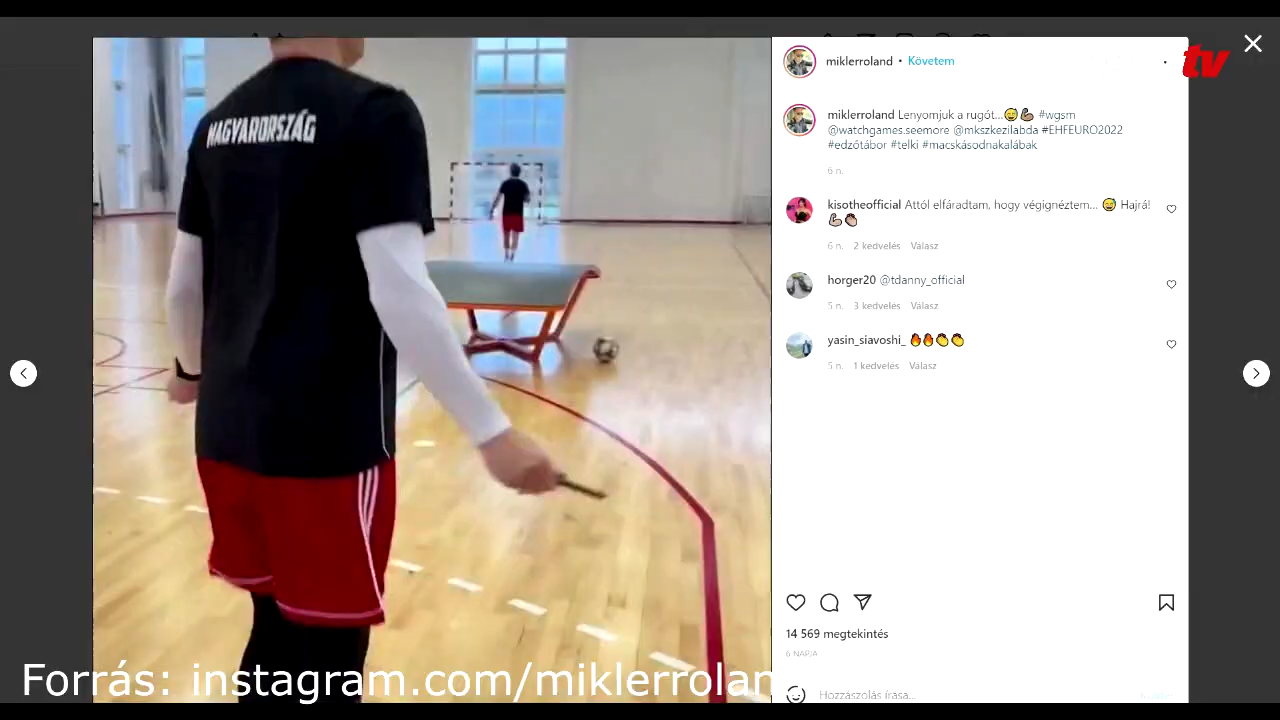 tv
MAGYARORSZÁG
miklerroland • Követem
miklerroland Lenyomjuk a rugót...😅💪🏼 #wgsm
@watchgames.seemore @mkszkezilabda #EHFEURO2022
#edzőtábor #telki #macskásodnakalábak
6 n.
kisotheofficial Attól elfáradtam, hogy végignéztem... 😅 Hajrá!
💪🏼👏🏼
6 n. 2 kedvelés Válasz
horger20 @tdanny_official
5 n. 3 kedvelés Válasz
yasin_siavoshi_ 🔥🔥👏👏
5 n. 1 kedvelés Válasz
14 569 megtekintés
6 NAPJA
Hozzászólás írása...
Forrás: instagram.com/miklerrolan